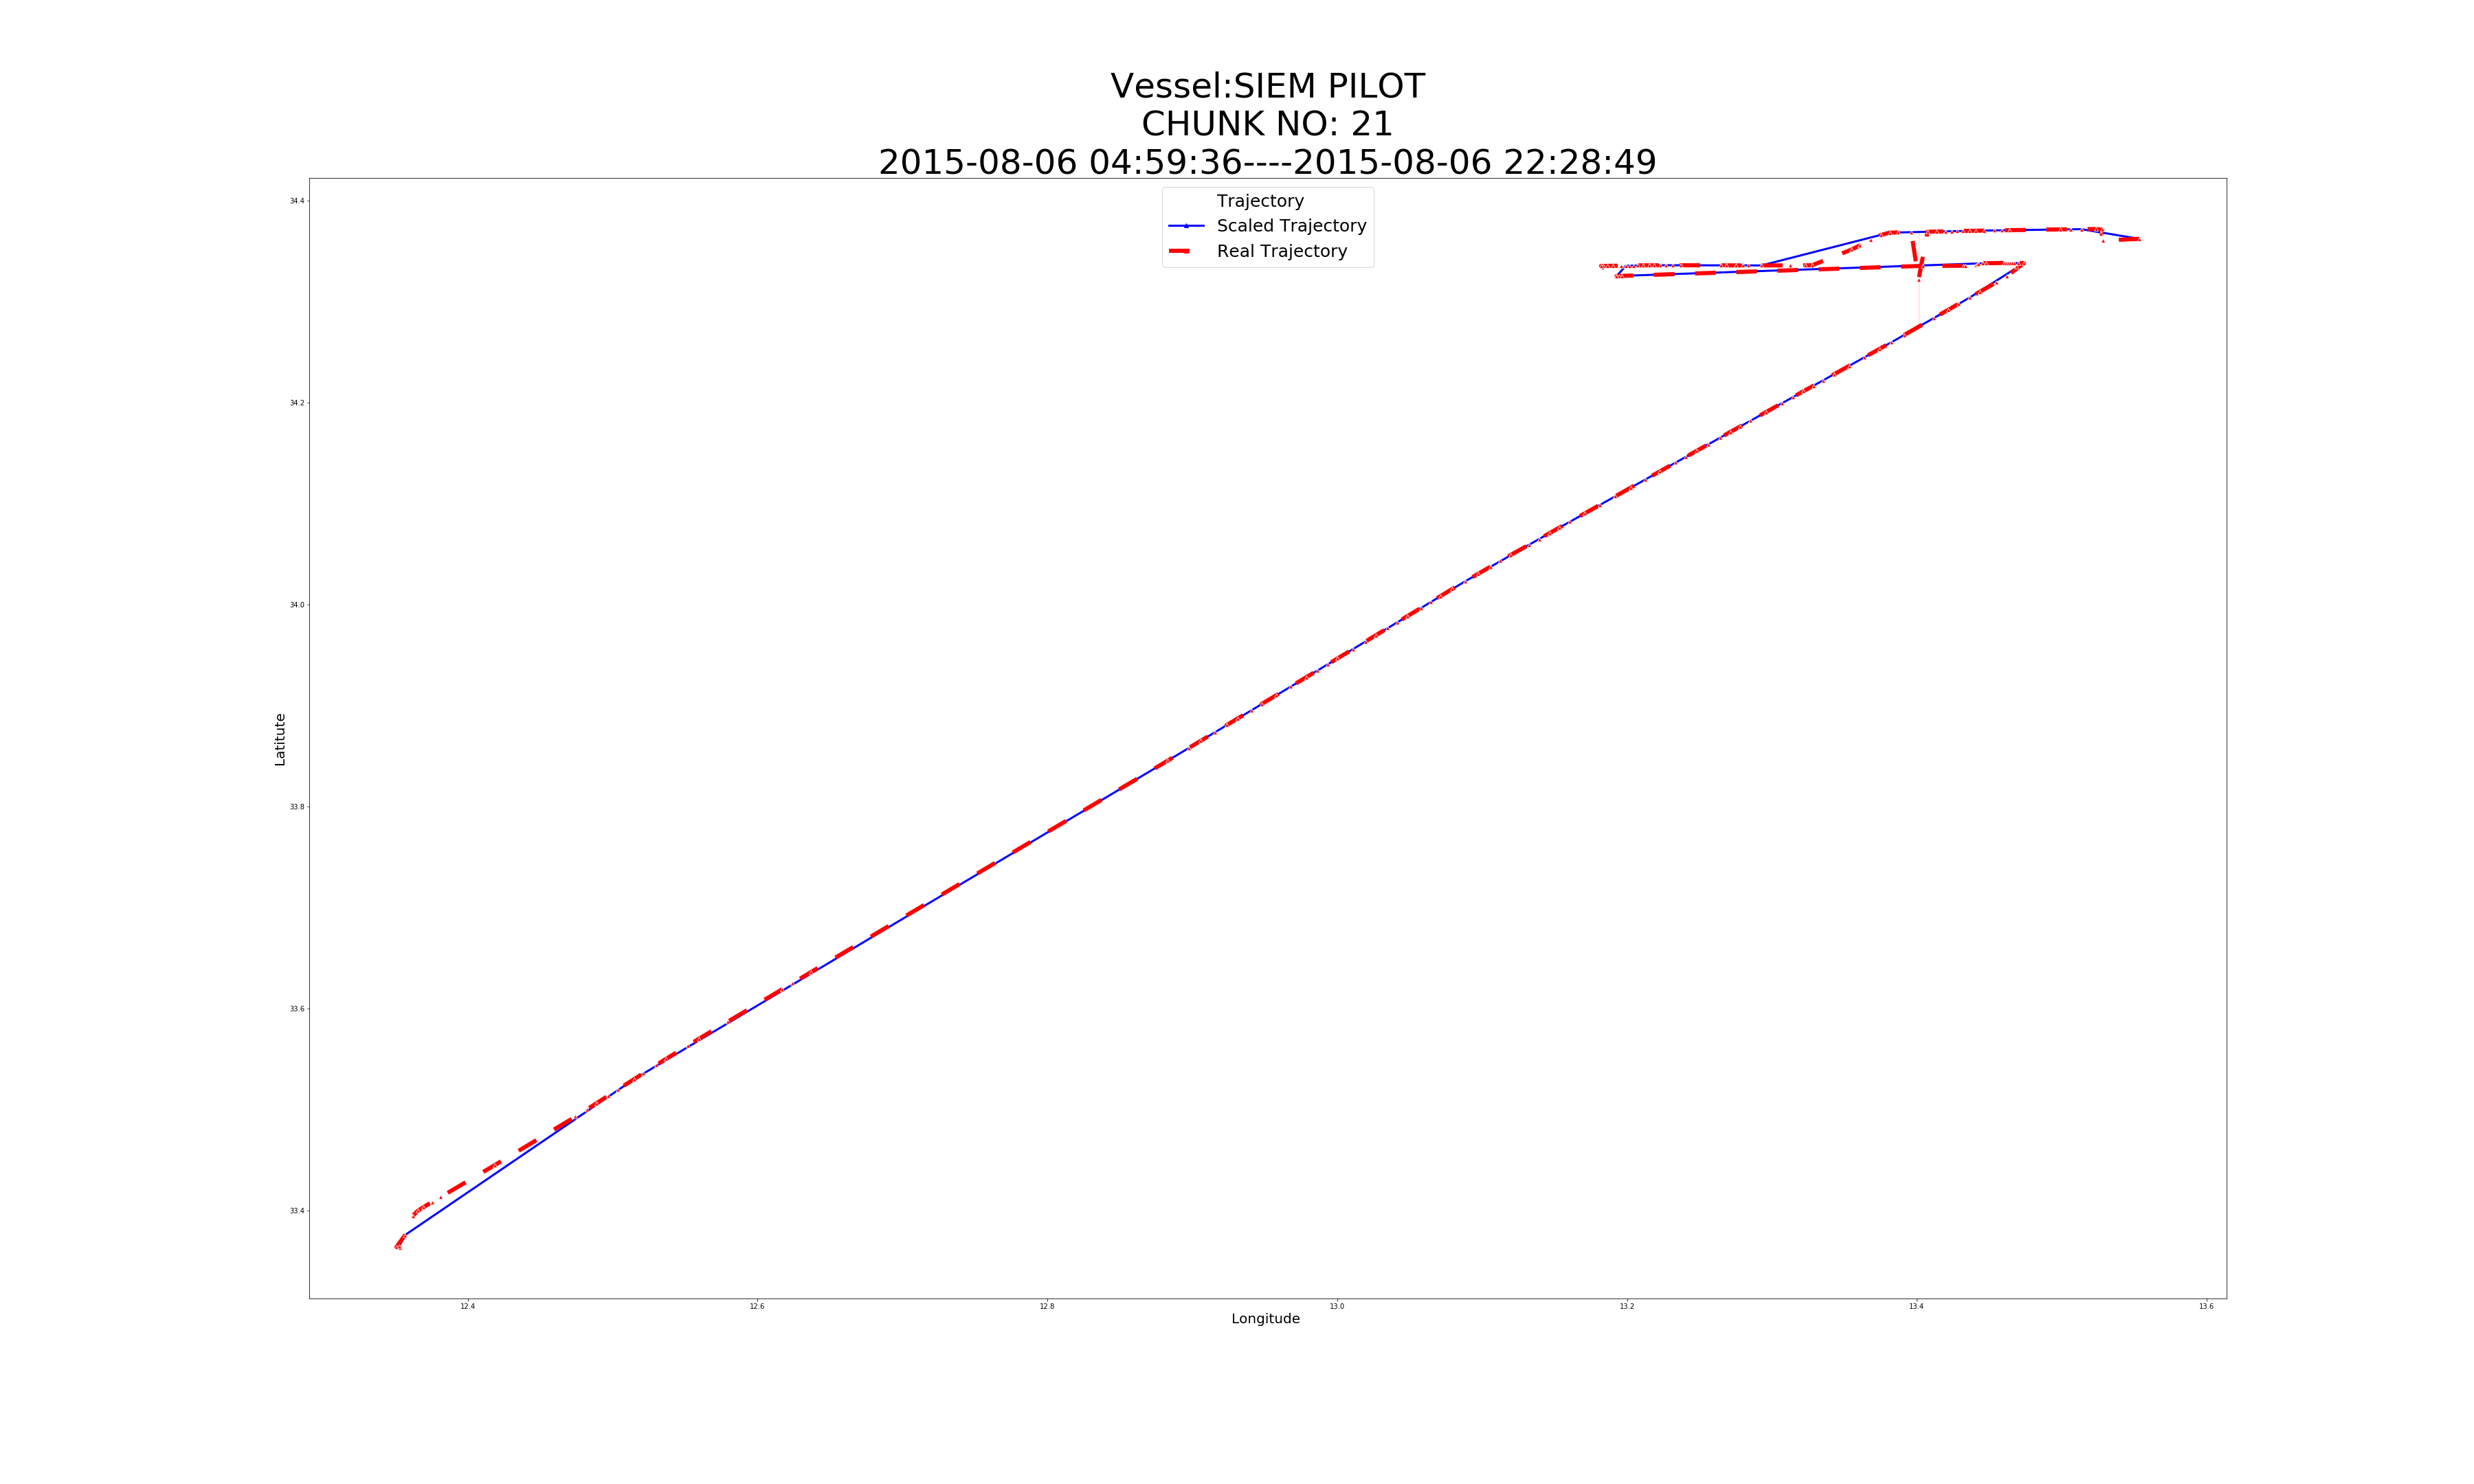 Vessel:SIEM PILOT
CHUNK NO: 21
2015-08-06 04:59:36----2015-08-06 22:28:49
Trajectory
Scaled Trajectory
Real Trajectory
34.4
34.2
34.0
33.8
33.6
33.4
Latitute
12.4
12.6
12.8
13.0
13.2
13.4
13.6
Longitude